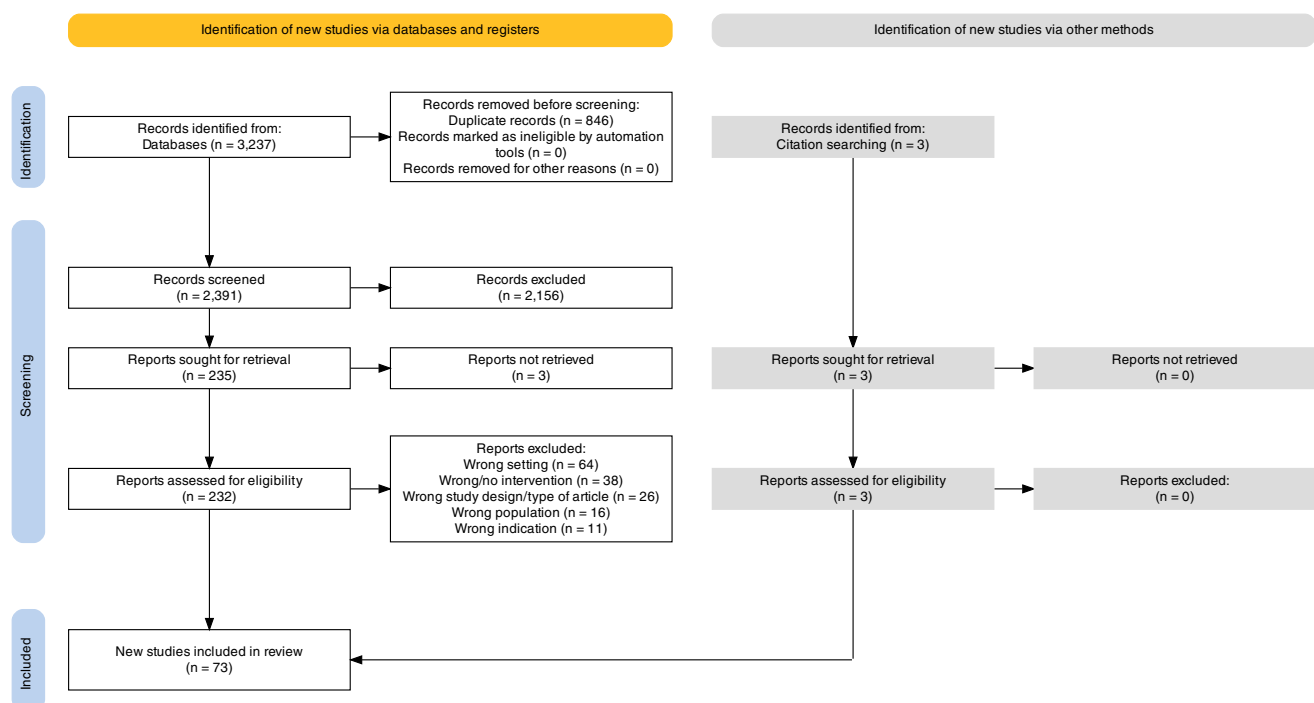 Identification of new studies via databases and registers
Identification of new studies via other methods
Identification
Records identified from:
Databases (n = 3,237)
Records removed before screening:
Duplicate records (n = 846)
Records marked as ineligible by automation
tools (n = 0)
Records removed for other reasons (n = 0)
Records identified from:
Citation searching (n = 3)
Screening
Records screened
(n = 2,391)
Records excluded
(n = 2,156)
Reports sought for retrieval
(n = 235)
Reports not retrieved
(n = 3)
Reports sought for retrieval
(n = 3)
Reports not retrieved
(n = 0)
Reports assessed for eligibility
(n = 232)
Reports excluded:
Wrong setting (n = 64)
Wrong/no intervention (n = 38)
Wrong study design/type of article (n = 26)
Wrong population (n = 16)
Wrong indication (n = 11)
Reports assessed for eligibility
(n = 3)
Reports excluded:
(n = 0)
Included
New studies included in review
(n = 73)